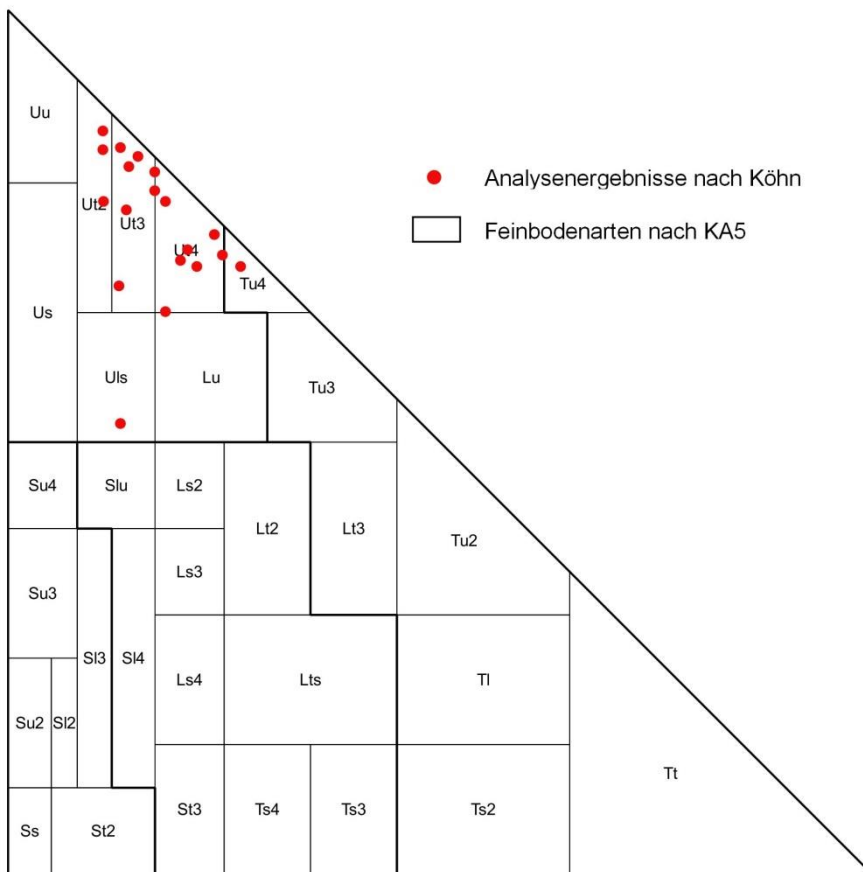 Uu
Analysenergebnisse nach Köhn
Ut2
Ut3
Feinbodenarten nach KA5
Ut4
Tu4
Us
Uls
Lu
Tu3
Su4
Slu
Ls2
Lt2
Lt3
Tu2
Ls3
Su3
Sl3
Sl4
Ls4
Lts
Tl
Su2
Sl2
Tt
Ss
St2
St3
Ts4
Ts3
Ts2